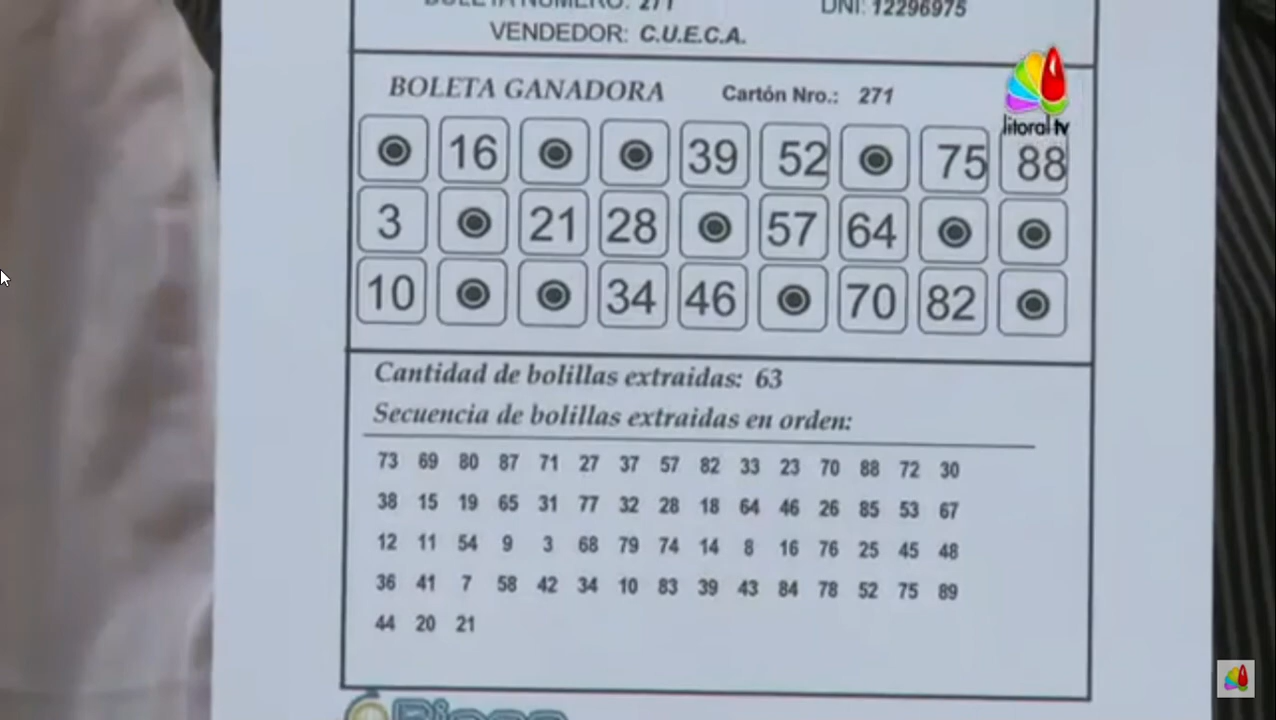 BOLETA NUMERO: 271 DNI: 12296975
VENDEDOR: C.U.E.C.A.
BOLETA GANADORA Cartón Nro.: 271
litoral tv
16 39 52 75 88
3 21 28 57 64
10 34 46 70 82
Cantidad de bolillas extraidas: 63
Secuencia de bolillas extraidas en orden:
73 69 80 87 71 27 37 57 82 33 23 70 88 72 30
38 15 19 65 31 77 32 28 18 64 46 26 85 53 67
12 11 54 9 3 68 79 74 14 8 16 76 25 45 48
36 41 7 58 42 34 10 83 39 43 84 78 52 75 89
44 20 21